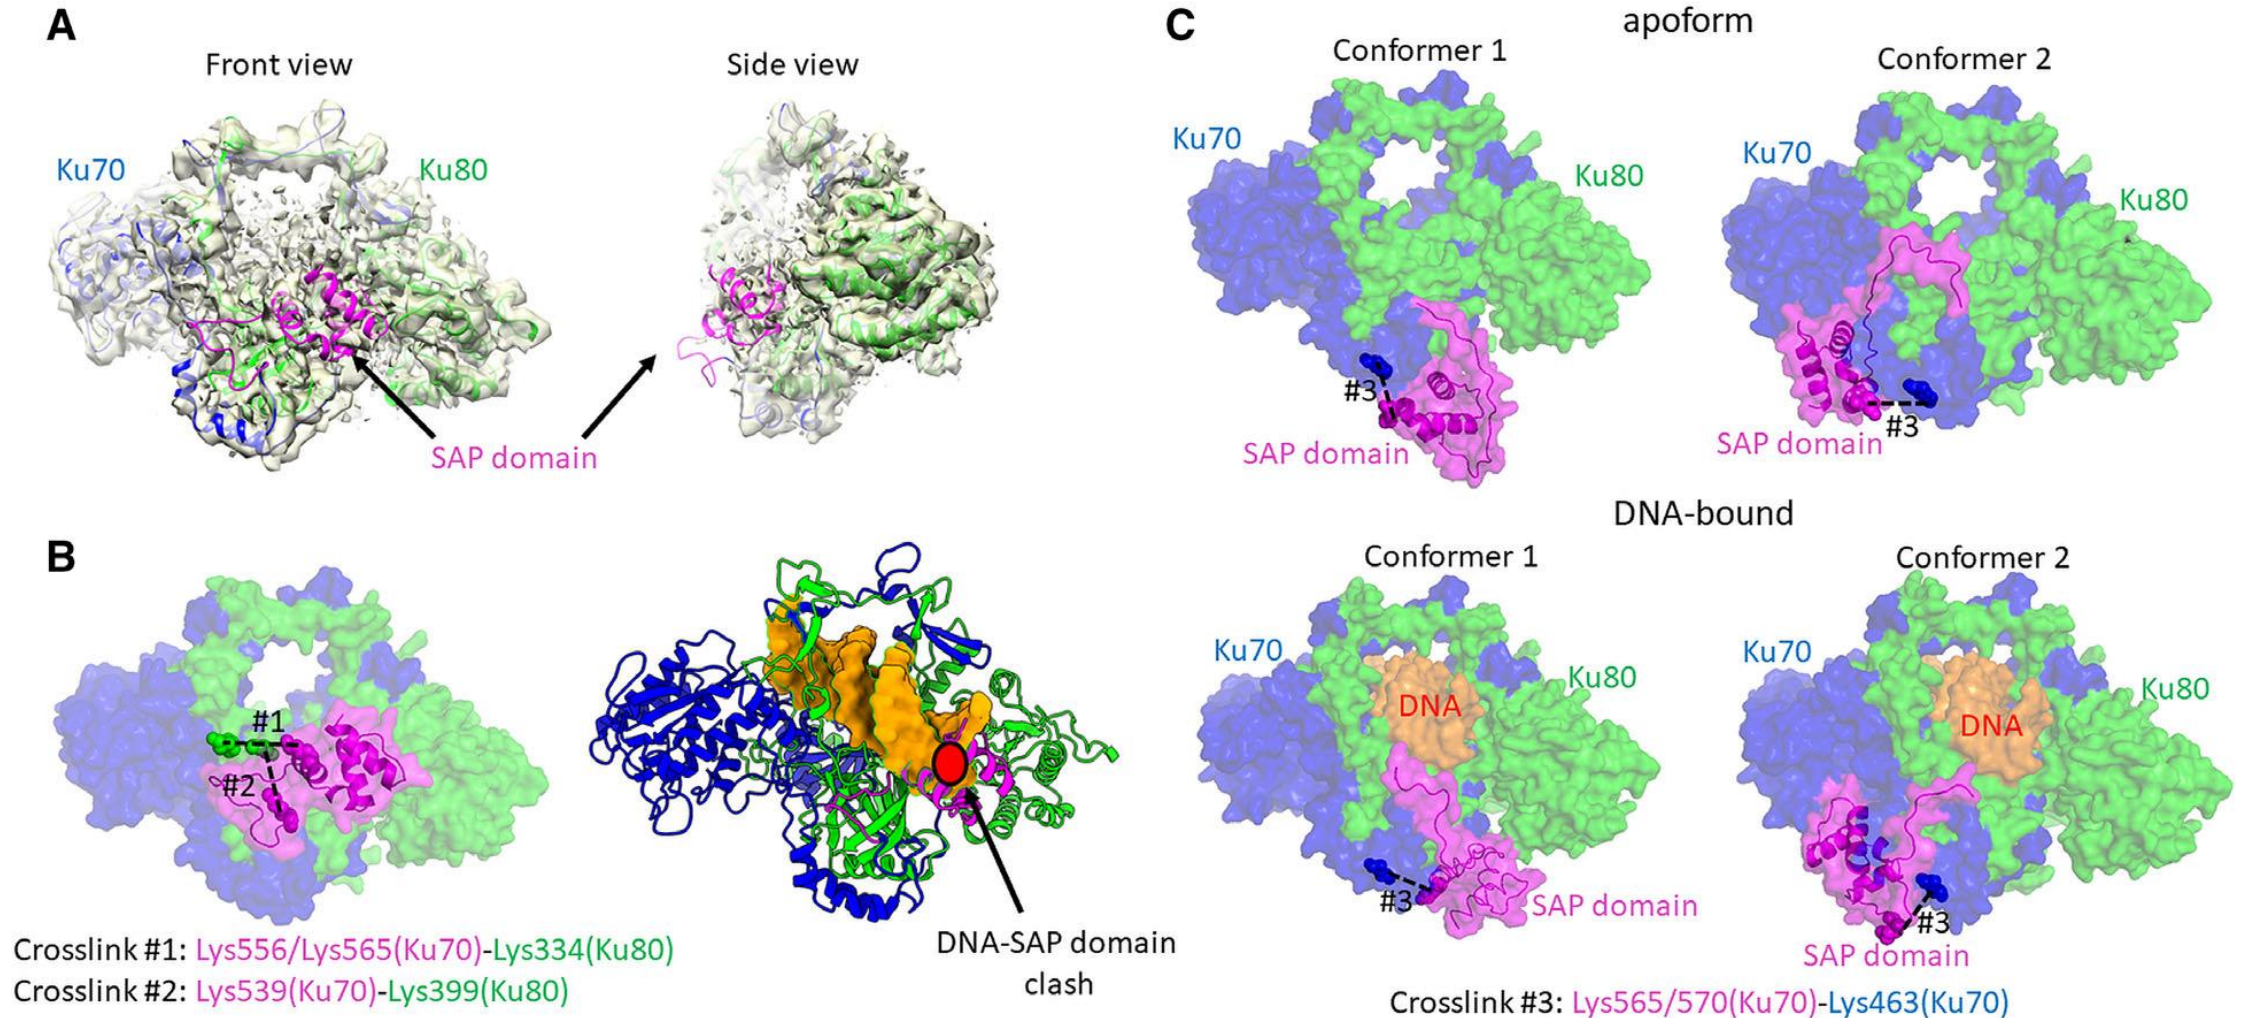 A
Front view
Side view
Ku70
Ku80
SAP domain
B
#1
#2
Crosslink #1: Lys556/Lys565(Ku70)-Lys334(Ku80)
Crosslink #2: Lys539(Ku70)-Lys399(Ku80)
DNA-SAP domain
clash
C
apoform
Conformer 1
Conformer 2
Ku70
Ku80
Ku70
Ku80
#3
#3
SAP domain
SAP domain
DNA-bound
Conformer 1
Conformer 2
Ku70
Ku80
Ku70
Ku80
DNA
DNA
#3
SAP domain
#3
SAP domain
Crosslink #3: Lys565/570(Ku70)-Lys463(Ku70)